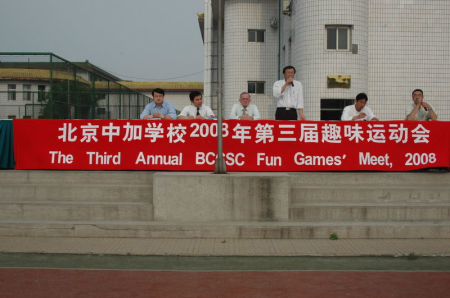 北京中加学校2008年第三届趣味运动会
The Third Annual BCCSC Fun Games' Meet, 2008